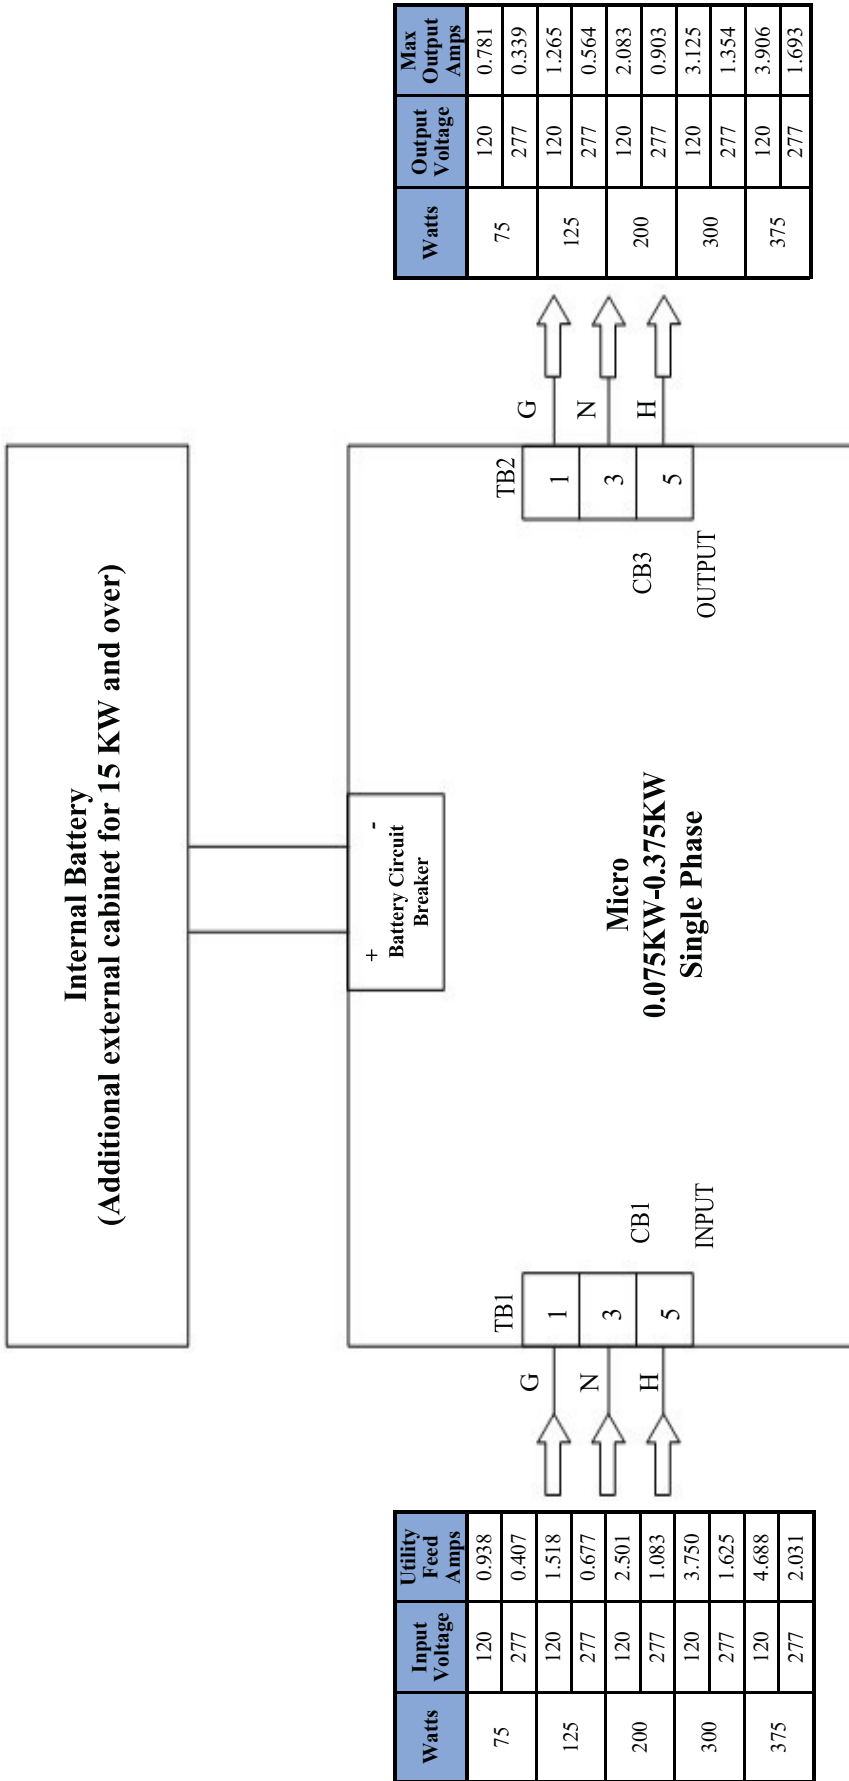 Internal Battery
(Additional external cabinet for 15 KW and over)
+ -
Battery Circuit
Breaker
Watts Input Voltage Utility Feed Amps
75 120 0.938
277 0.407
125 120 1.518
277 0.677
200 120 2.501
277 1.083
300 120 3.750
277 1.625
375 120 4.688
277 2.031
G
N
H
TB1
1
3
5
CB1
INPUT
Micro
0.075KW-0.375KW
Single Phase
TB2
1
3
5
CB3
OUTPUT
G
N
H
Watts Output Voltage Max Output Amps
75 120 0.781
277 0.339
125 120 1.265
277 0.564
200 120 2.083
277 0.903
300 120 3.125
277 1.354
375 120 3.906
277 1.693